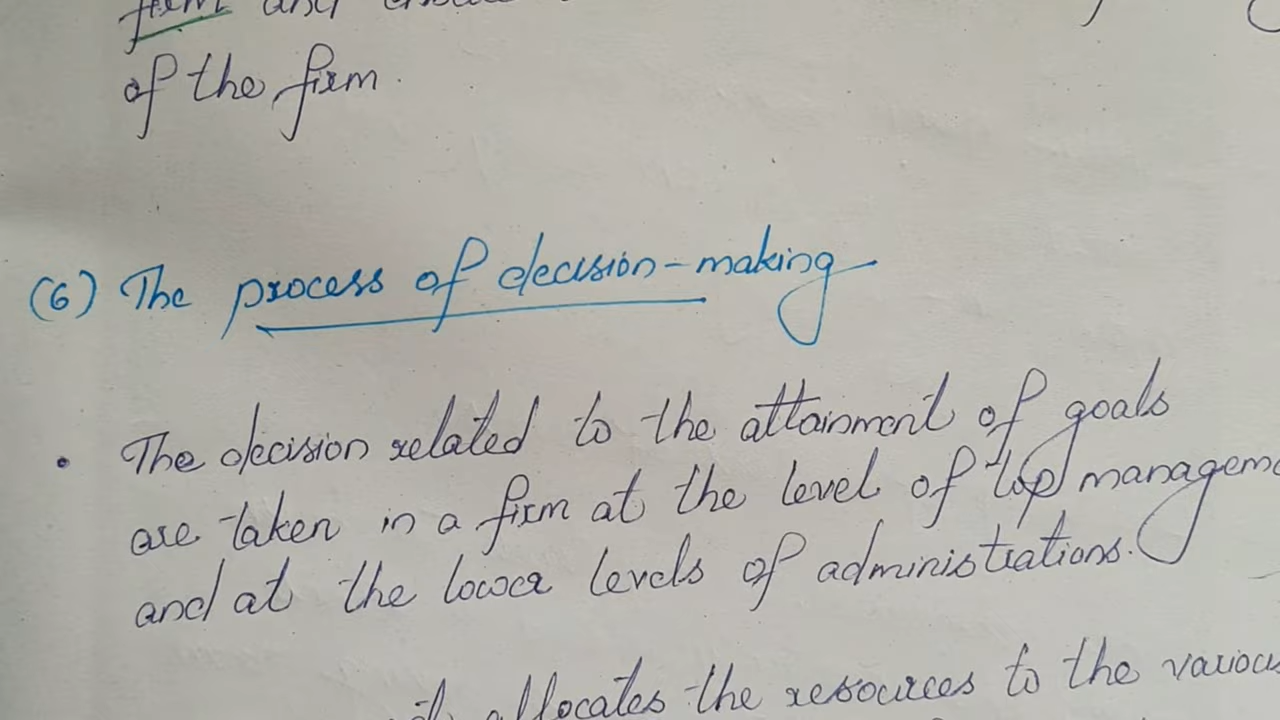 firm and
of the firm.
(6) The process of decision-making
• The decision related to the attainment of goals
are taken in a firm at the level of top
and at the lower levels of administrations.
allocates the resources to the